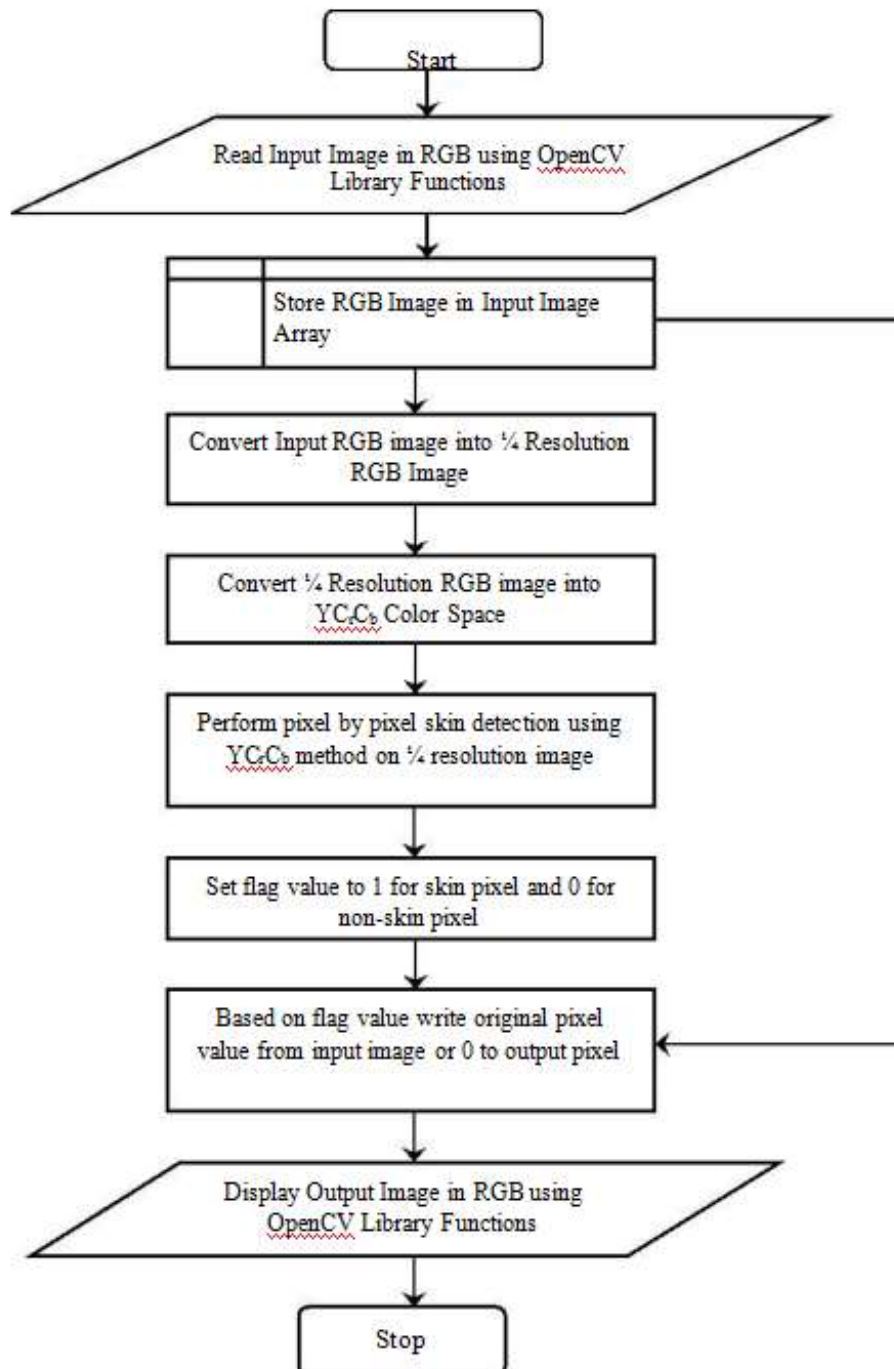 Start
Read Input Image in RGB using OpenCV
Library Functions
Store RGB Image in Input Image
Array
Convert Input RGB image into ¼ Resolution
RGB Image
Convert ¼ Resolution RGB image into
YCrCb Color Space
Perform pixel by pixel skin detection using
YCrCb method on ¼ resolution image
Set flag value to 1 for skin pixel and 0 for
non-skin pixel
Based on flag value write original pixel
value from input image or 0 to output pixel
Display Output Image in RGB using
OpenCV Library Functions
Stop